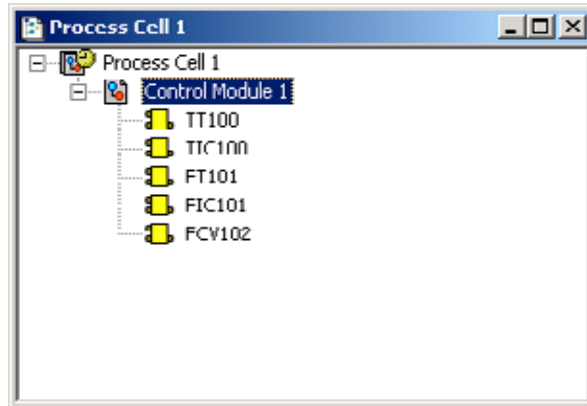 Process Cell 1
Process Cell 1
Control Module 1
TT100
TIC100
FT101
FIC101
FCV102